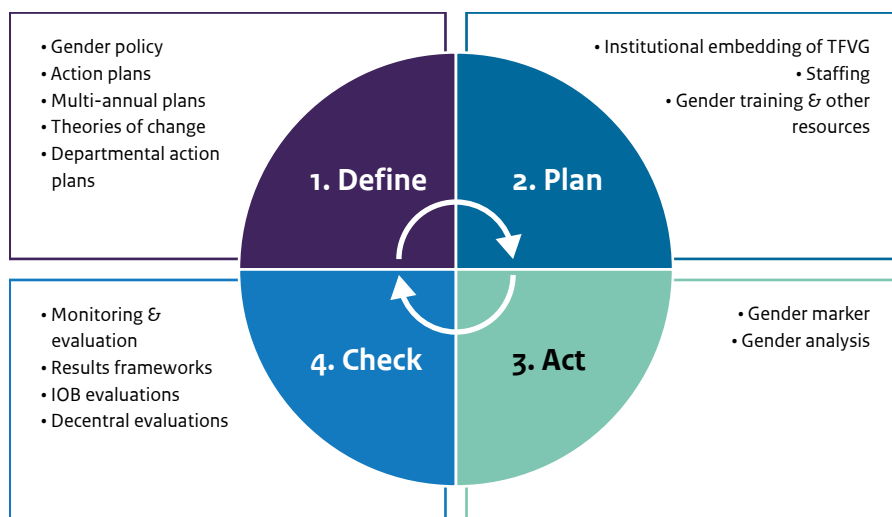 • Gender policy
• Action plans
• Multi-annual plans
• Theories of change
• Departmental action
plans
1. Define
• Institutional embedding of TFVG
• Staffing
• Gender training & other
resources
2. Plan
• Monitoring &
evaluation
• Results frameworks
• IOB evaluations
• Decentral evaluations
4. Check
• Gender marker
• Gender analysis
3. Act